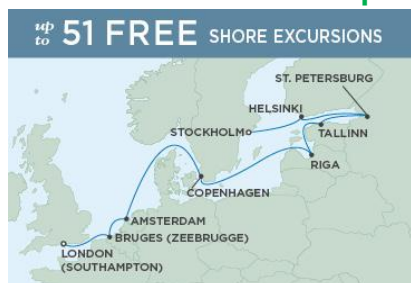 up to 51 FREE SHORE EXCURSIONS
ST. PETERSBURG
HELSINKI
STOCKHOLM
TALLINN
RIGA
COPENHAGEN
AMSTERDAM
BRUGES (ZEEBRUGGE)
LONDON
(SOUTHAMPTON)